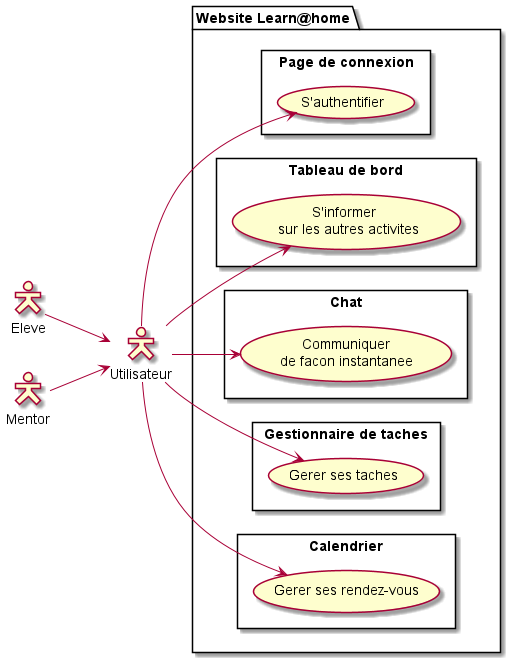 Website Learn@home
Page de connexion
S'authentifier
Tableau de bord
S'informer
sur les autres activites
Chat
Communiquer
de facon instantanee
Gestionnaire de taches
Gerer ses taches
Calendrier
Gerer ses rendez-vous
Eleve
Utilisateur
Mentor